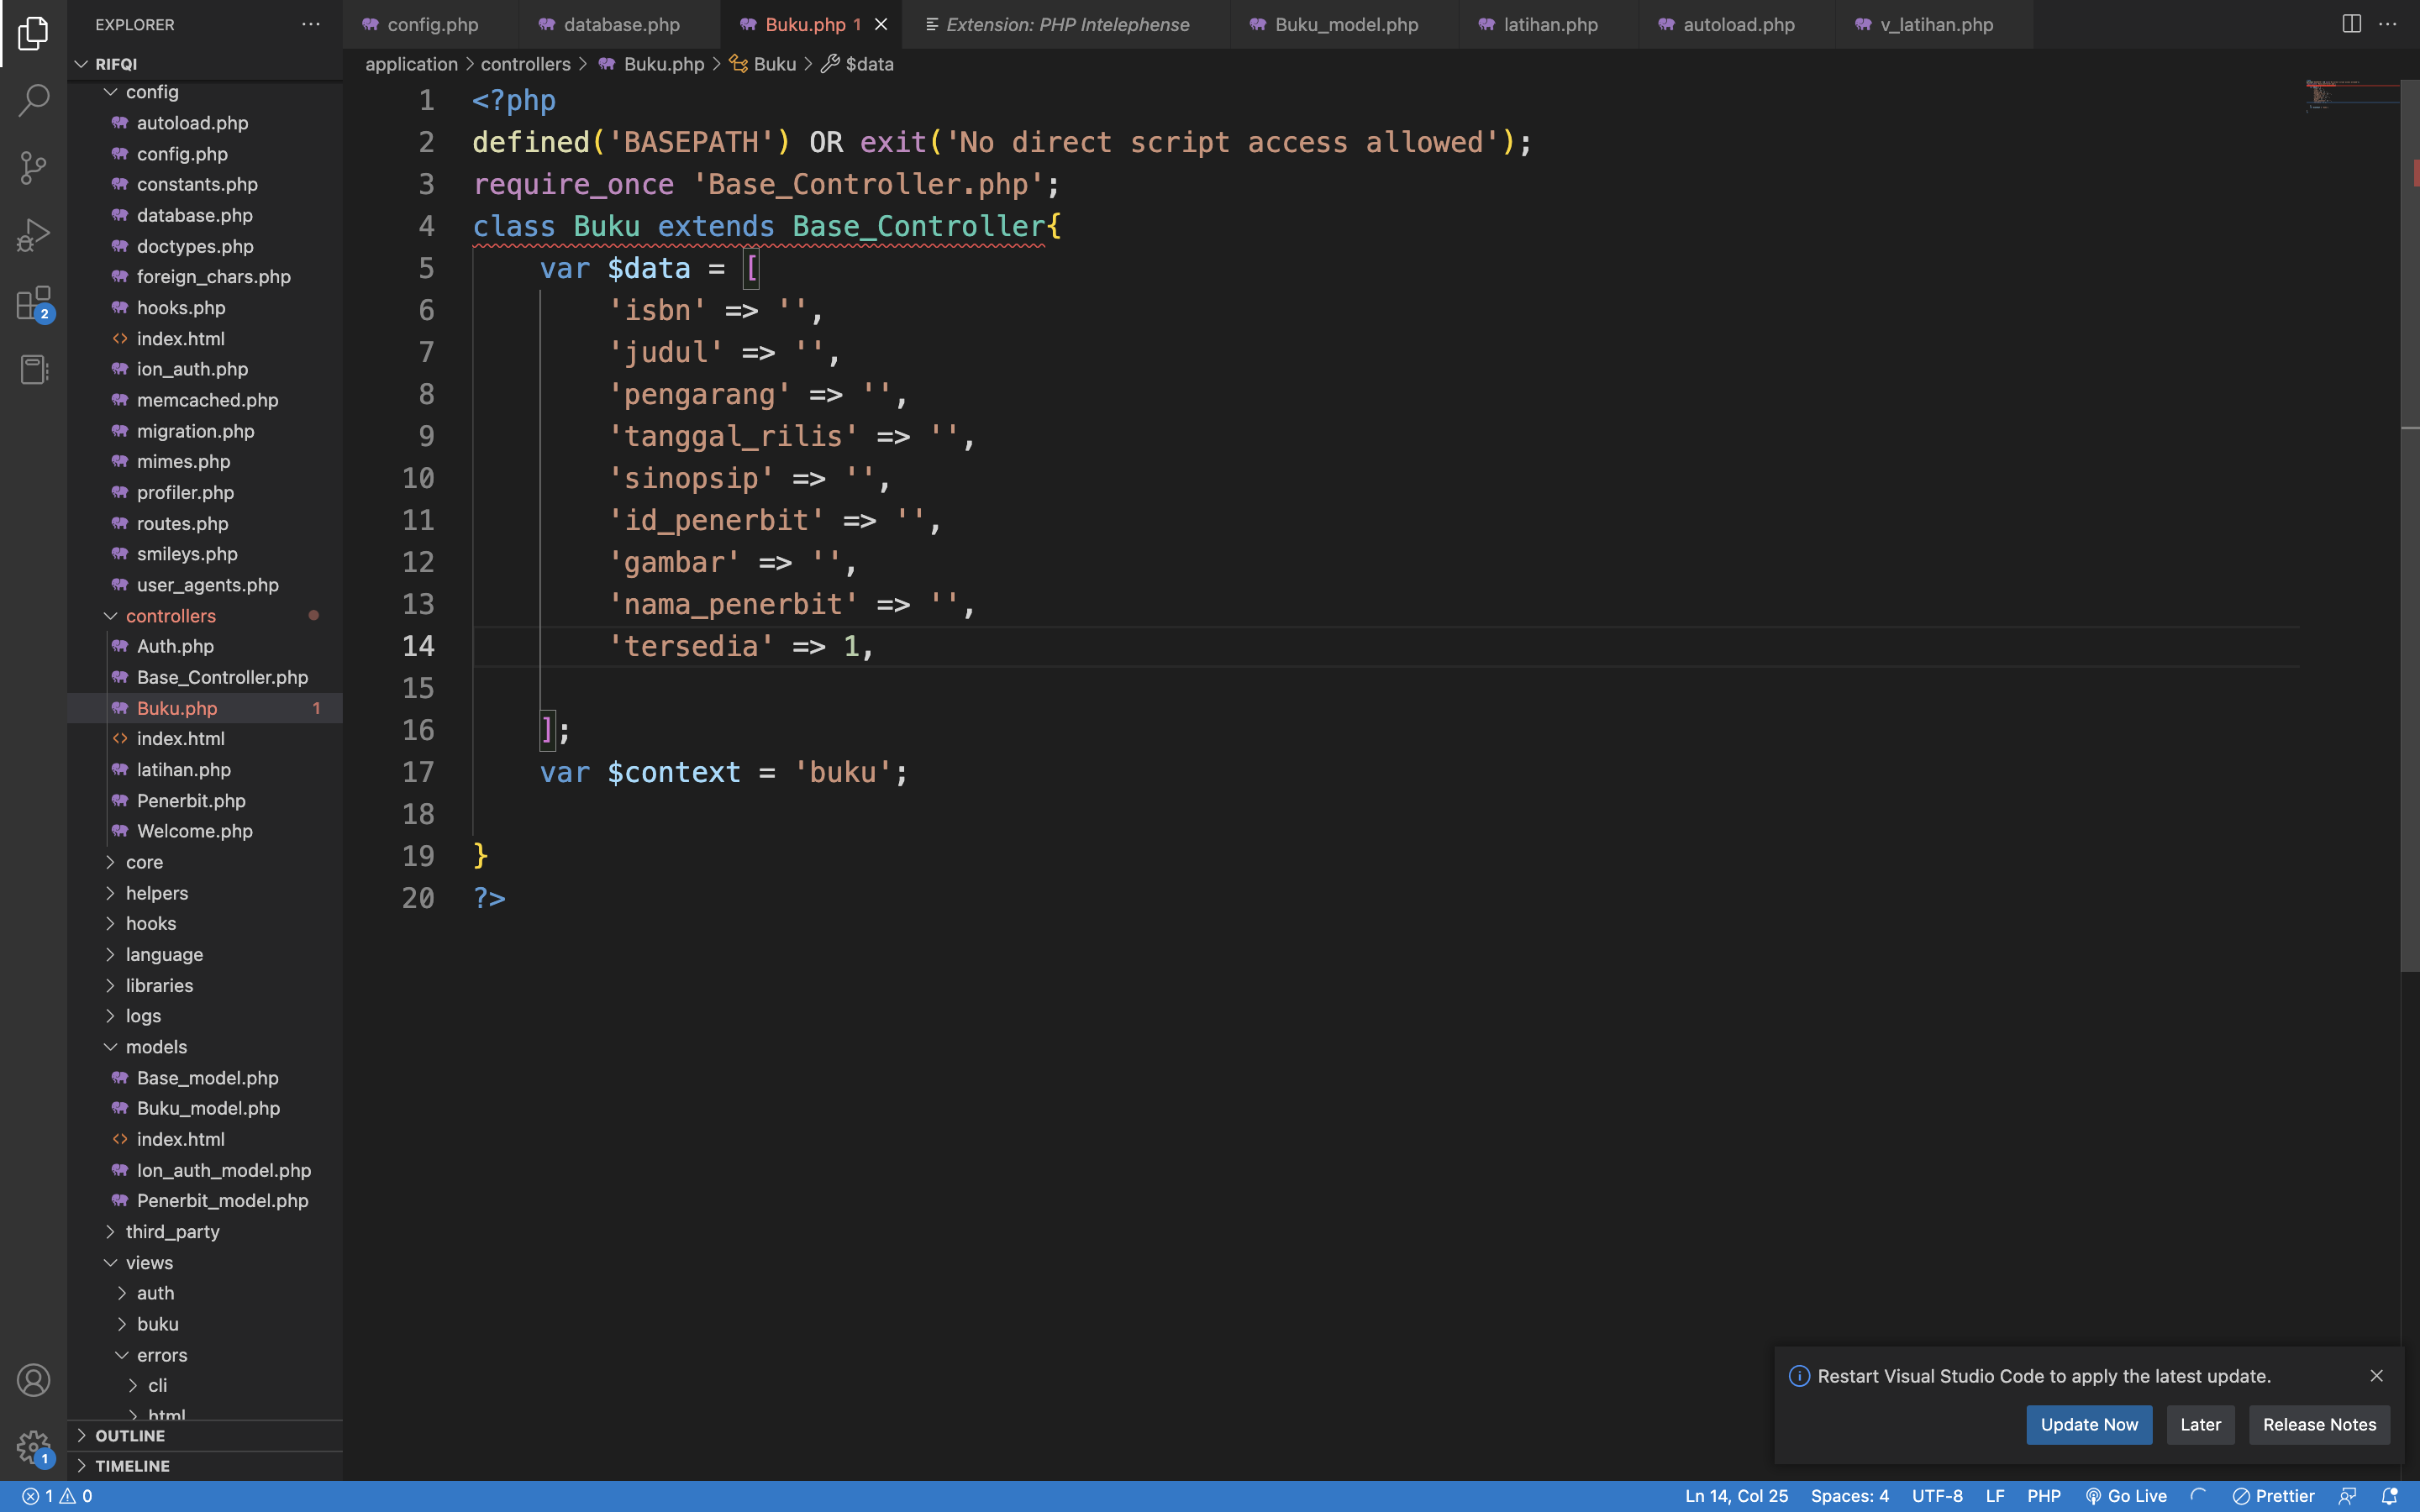 EXPLORER
RIFQI
config
autoload.php
config.php
constants.php
database.php
doctypes.php
foreign_chars.php
hooks.php
index.html
ion_auth.php
memcached.php
migration.php
mimes.php
profiler.php
routes.php
smileys.php
user_agents.php
controllers
Auth.php
Base_Controller.php
Buku.php 1
index.html
latihan.php
Penerbit.php
Welcome.php
core
helpers
hooks
language
libraries
logs
models
Base_model.php
Buku_model.php
index.html
Ion_auth_model.php
Penerbit_model.php
third_party
views
auth
buku
errors
cli
html
OUTLINE
TIMELINE
2
1
config.php database.php Buku.php 1 Extension: PHP Intelephense Buku_model.php latihan.php autoload.php v_latihan.php
application > controllers > Buku.php > Buku > $data
1 <?php
2 defined('BASEPATH') OR exit('No direct script access allowed');
3 require_once 'Base_Controller.php';
4 class Buku extends Base_Controller{
5 var $data = [
6 'isbn' => '',
7 'judul' => '',
8 'pengarang' => '',
9 'tanggal_rilis' => '',
10 'sinopsip' => '',
11 'id_penerbit' => '',
12 'gambar' => '',
13 'nama_penerbit' => '',
14 'tersedia' => 1,
15
16 ];
17 var $context = 'buku';
18
19 }
20 ?>
Restart Visual Studio Code to apply the latest update.
Update Now Later Release Notes
1 0 Ln 14, Col 25 Spaces: 4 UTF-8 LF PHP Go Live Prettier